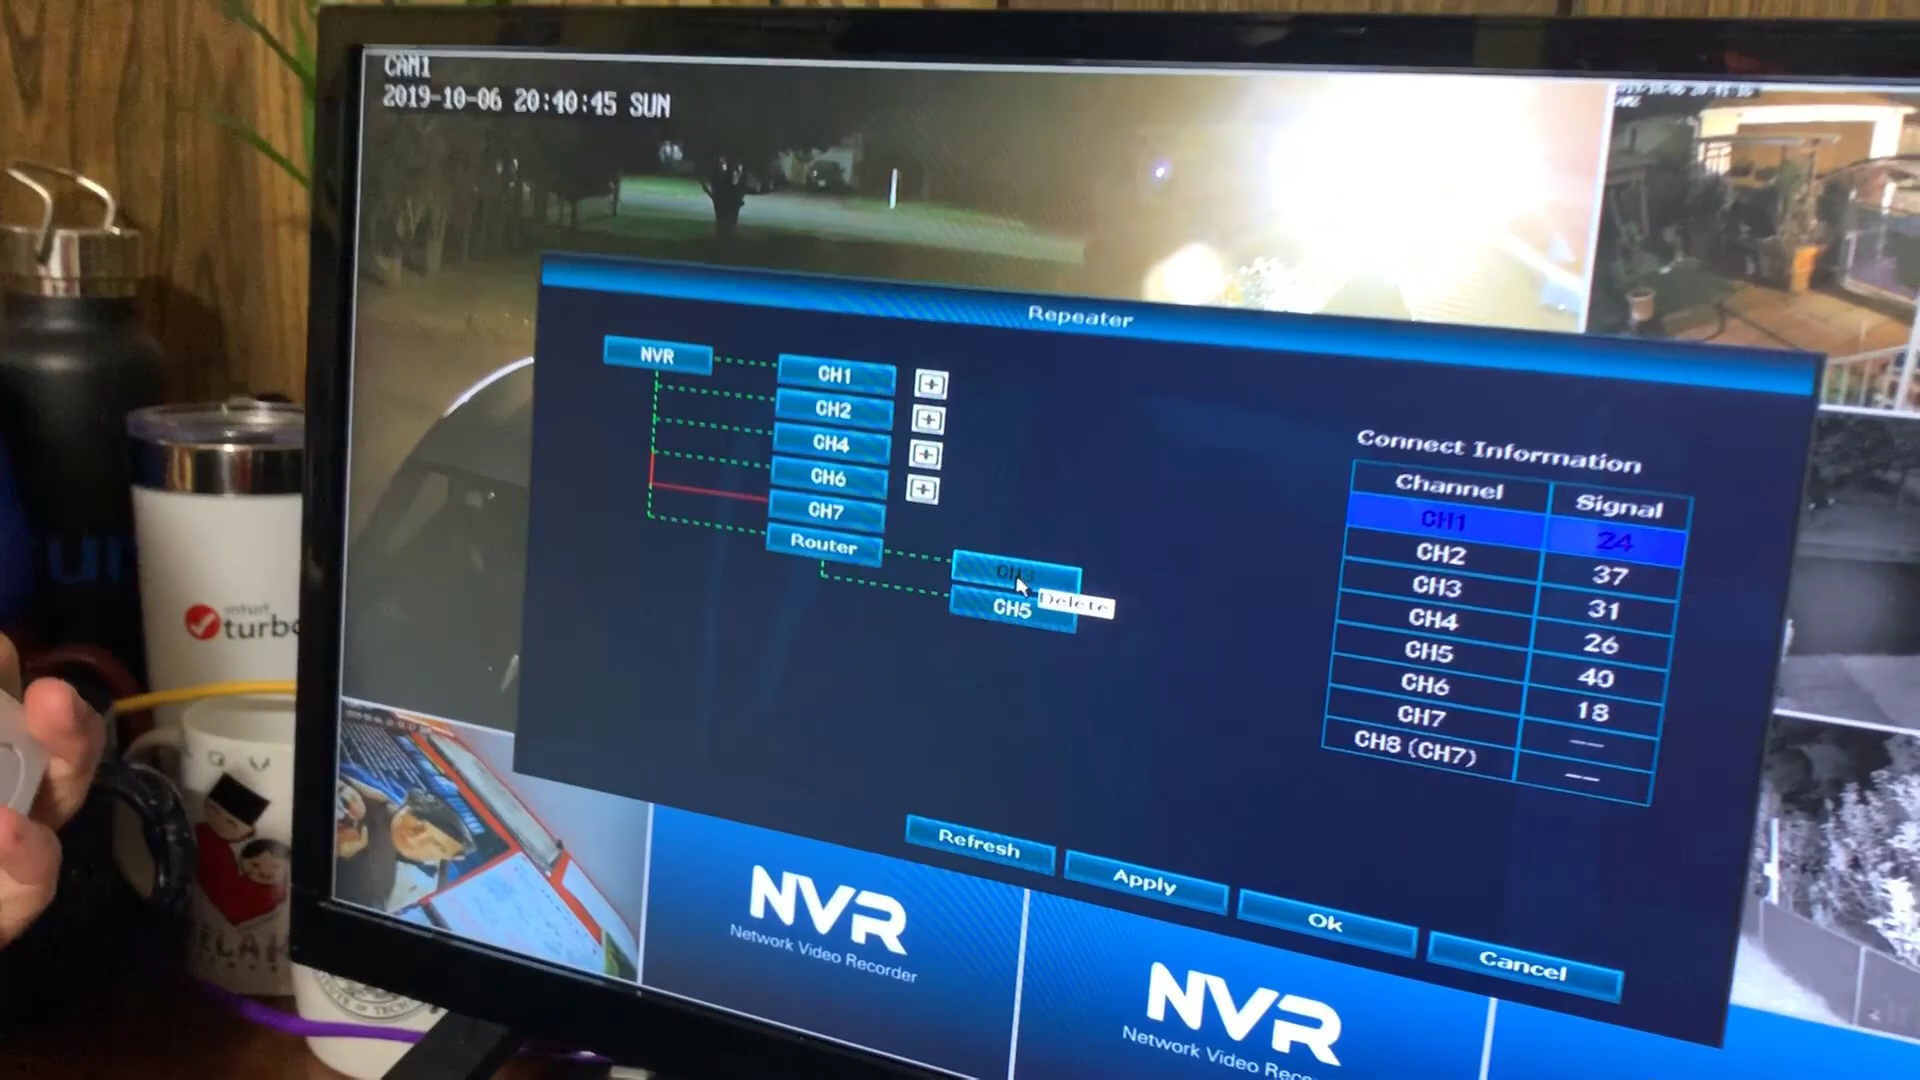 CAM1
2019-10-06 20:40:45 SUN
Repeater
NVR
CH1
CH2
CH4
CH6
CH7
Router
CH3
Delete
CH5
Connect Information
Channel Signal
CH1 24
CH2 37
CH3 31
CH4 26
CH5 40
CH6 18
CH7 --
CH8 (CH7) --
Refresh
Apply
Ok
Cancel
NVR
Network Video Recorder
NVR
Network Video
intuit
turbo